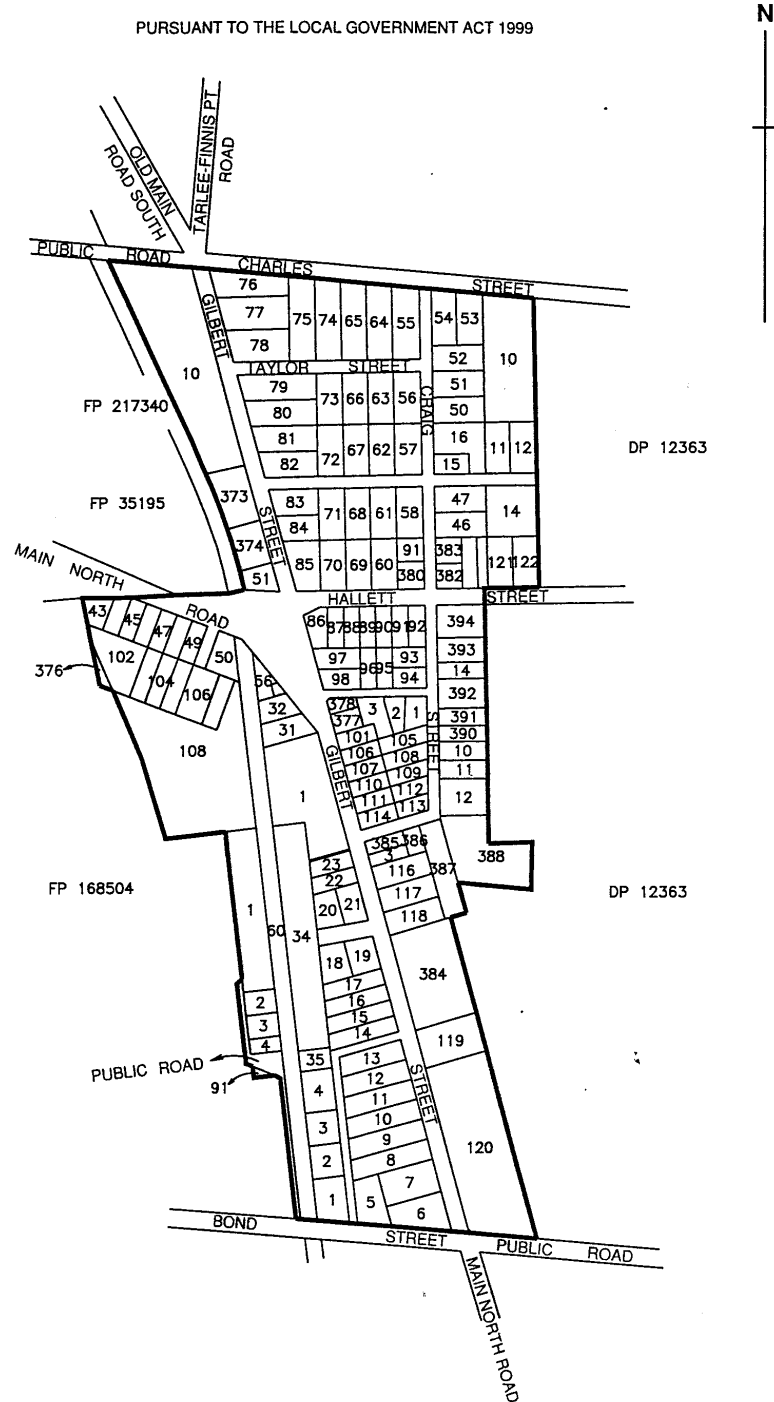 PURSUANT TO THE LOCAL GOVERNMENT ACT 1999
N
OLD MAIN
ROAD SOUTH
TARLEE-FINNIS PT
ROAD
PUBLIC ROAD
CHARLES STREET
GILBERT
76
77
78
75 74 65 64 55
54 53
52
51
50
10
10
TAYLOR STREET
CRAIG
79
80
81
82
73 66 63 56
72 67 62 57
16
15
11 12
FP 217340
DP 12363
FP 35195
373
374
51
STREET
83
84
85
71 68 61 58
70 69 60
91
380
47
46
14
383
382
121 122
MAIN NORTH
ROAD
HALLETT STREET
43 45 47 49
50
102 104 106
376
108
56
32
31
86 87 88 89 90 91 92
97
98
96 95
93
94
394
393
14
392
391
390
10
11
12
STREET
GILBERT
378
377
3 2 1
101 105
106 108
107 109
110 112
111 113
114
1
385 386
3
116
117
118
387
388
FP 168504
DP 12363
1
60
34
23
22
20 21
18 19
17
16
15
14
384
119
2
3
4
PUBLIC ROAD
91
35
4
3
2
1
13
12
11
10
9
8
7
5
6
STREET
120
BOND STREET
PUBLIC ROAD
MAIN NORTH ROAD